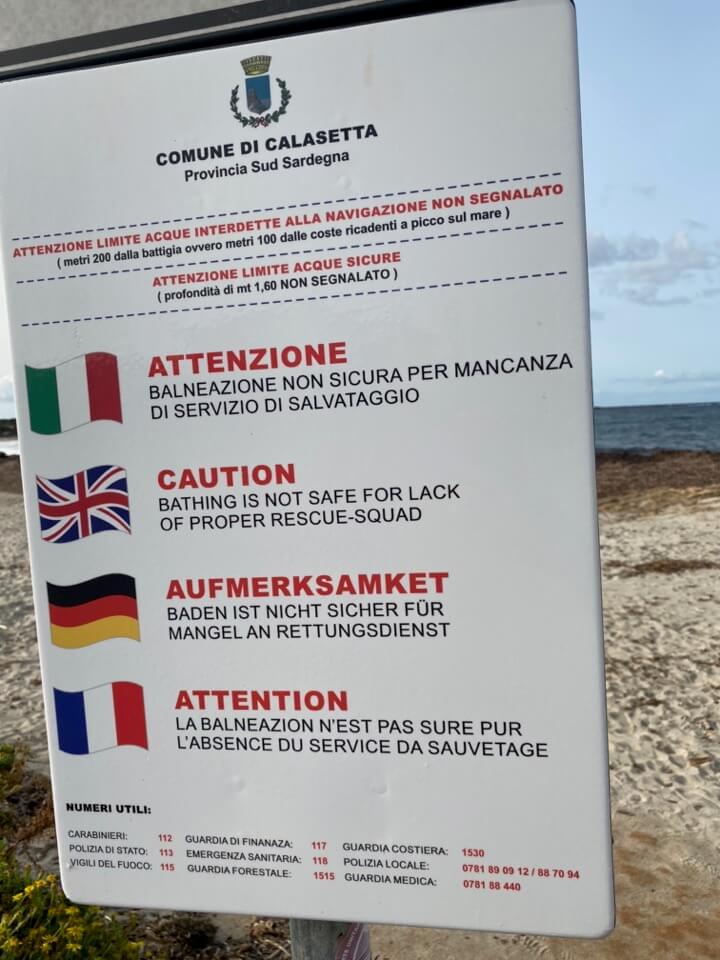 COMUNE DI CALASETTA
Provincia Sud Sardegna
ATTENZIONE LIMITE ACQUE INTERDETTE ALLA NAVIGAZIONE NON SEGNALATO
( metri 200 dalla battigia ovvero metri 100 dalle coste ricadenti a picco sul mare )
ATTENZIONE LIMITE ACQUE SICURE
( profondità di mt 1,60 NON SEGNALATO )
ATTENZIONE
BALNEAZIONE NON SICURA PER MANCANZA
DI SERVIZIO DI SALVATAGGIO
CAUTION
BATHING IS NOT SAFE FOR LACK
OF PROPER RESCUE-SQUAD
AUFMERKSAMKET
BADEN IST NICHT SICHER FÜR
MANGEL AN RETTUNGSDIENST
ATTENTION
LA BALNEAZION N'EST PAS SURE PUR
L'ABSENCE DU SERVICE DA SAUVETAGE
NUMERI UTILI:
CARABINIERI: 112 GUARDIA DI FINANAZA: 117 GUARDIA COSTIERA: 1530
POLIZIA DI STATO: 113 EMERGENZA SANITARIA: 118 POLIZIA LOCALE: 0781 89 09 12 / 88 70 94
VIGILI DEL FUOCO: 115 GUARDIA FORESTALE: 1515 GUARDIA MEDICA: 0781 88 440